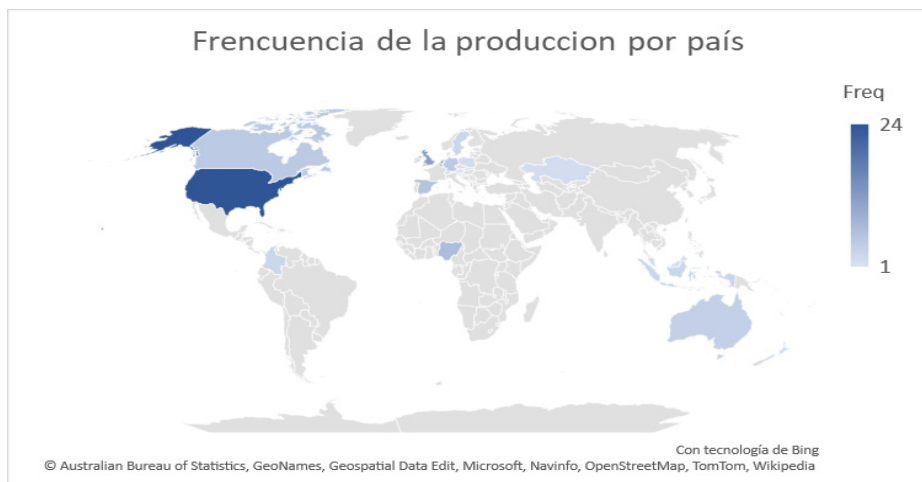 Frencuencia de la produccion por país
Freq
24
1
Con tecnología de Bing
© Australian Bureau of Statistics, GeoNames, Geospatial Data Edit, Microsoft, Navinfo, OpenStreetMap, TomTom, Wikipedia